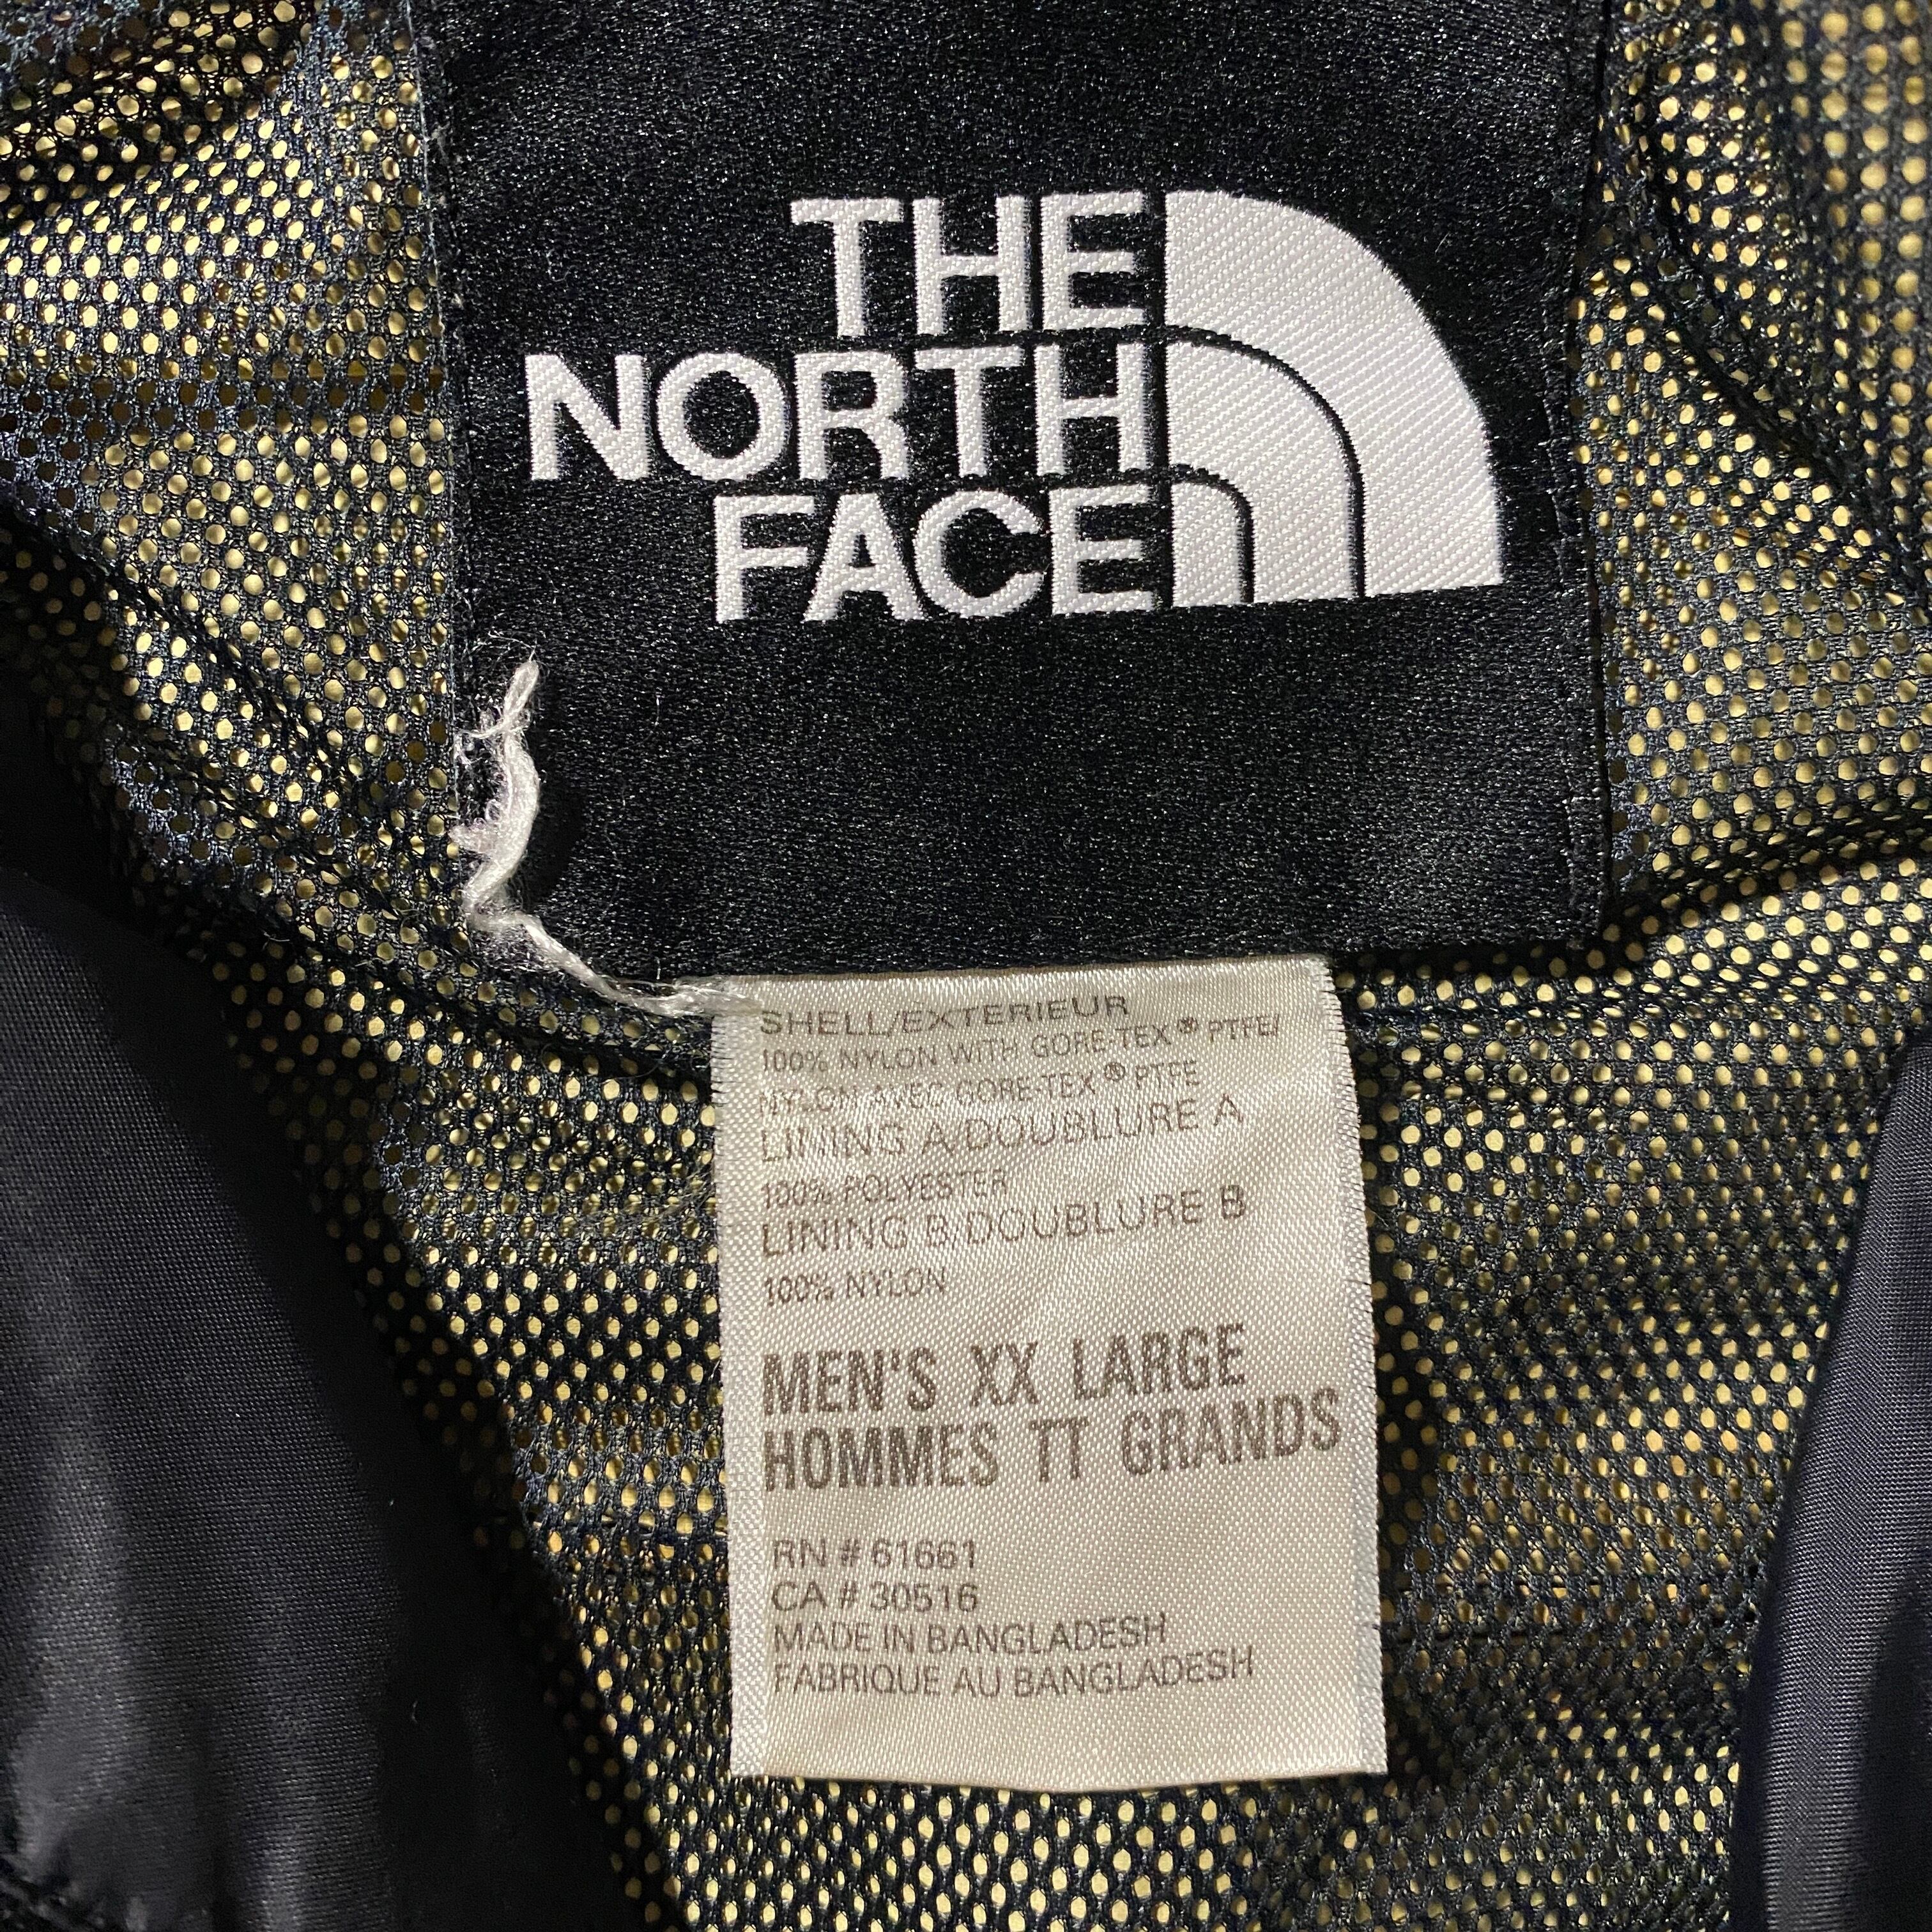 THE
NORTH
FACE
SHELL/EXTERIEUR
100% NYLON WITH GORE-TEX® PTFE/
NYLON AVEC GORE-TEX® PTFE
LINING A/DOUBLURE A
100% POLYESTER
LINING B/DOUBLURE B
100% NYLON
MEN'S XX LARGE
HOMMES TT GRANDS
RN # 61661
CA # 30516
MADE IN BANGLADESH
FABRIQUE AU BANGLADESH